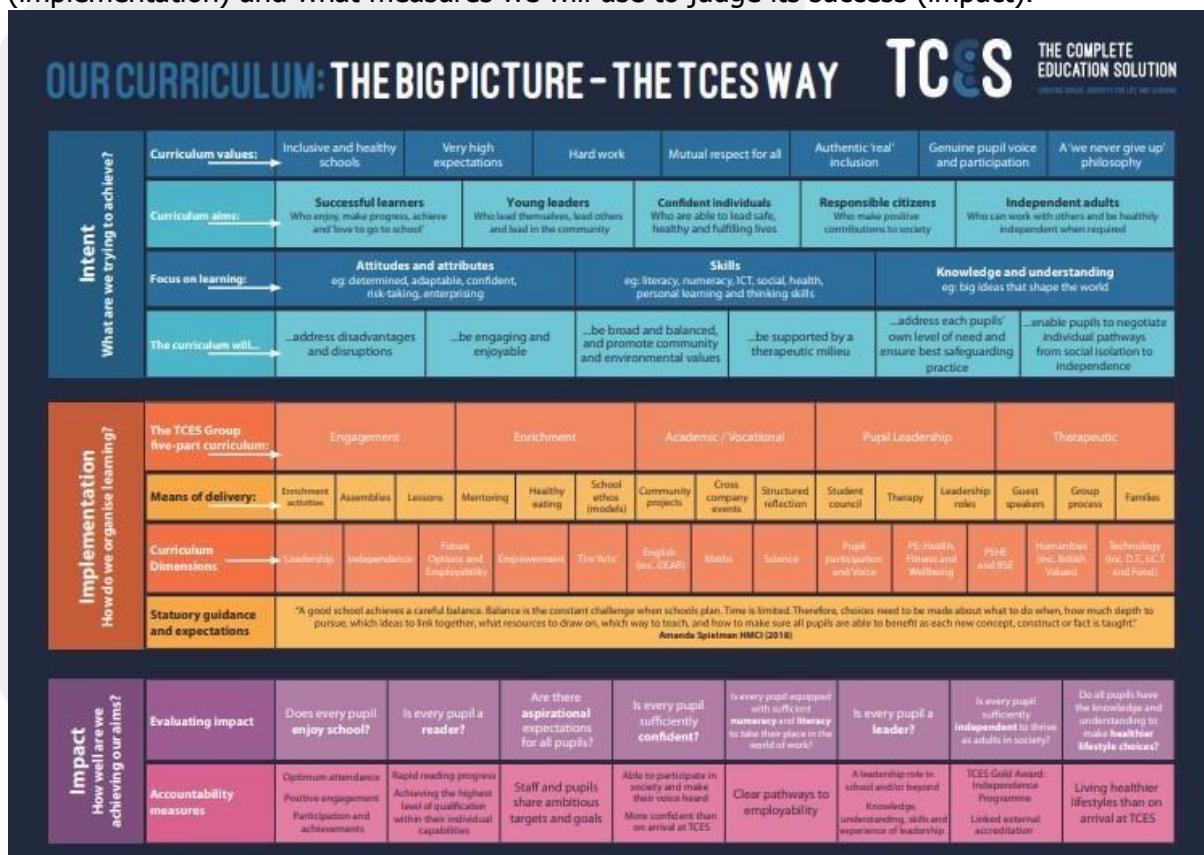 (implementation) and what measures we will use to judge its success (impact).
OUR CURRICULUM: THE BIG PICTURE – THE TCES WAY
TCES
THE COMPLETE
EDUCATION SOLUTION
Intent
What are we trying to achieve?
Curriculum values:
Inclusive and healthy
schools
Very high
expectations
Hard work
Mutual respect for all
Authentic 'real'
inclusion
Genuine pupil voice
and participation
A 'we never give up'
philosophy
Curriculum aims:
Successful learners
Who enjoy, make progress, achieve
and 'love to go to school'
Young leaders
Who lead themselves, lead others
and lead in the community
Confident individuals
Who are able to lead safe,
healthy and fulfilling lives
Responsible citizens
Who make positive
contributions to society
Independent adults
Who can work with others and be healthily
independent when required
Focus on learning:
Attitudes and attributes
eg: determined, adaptable, confident,
risk-taking, enterprising
Skills
eg: literacy, numeracy, ICT, social, health,
personal learning and thinking skills
Knowledge and understanding
eg: big ideas that shape the world
The curriculum will...
...address disadvantages
and disruptions
...be engaging and
enjoyable
...be broad and balanced,
and promote community
and environmental values
...be supported by a
therapeutic milieu
...address each pupils'
own level of need and
ensure best safeguarding
practice
...enable pupils to negotiate
individual pathways
from social isolation to
independence
Implementation
How do we organise learning?
The TCES Group
five-part curriculum:
Engagement
Enrichment
Academic / Vocational
Pupil Leadership
Therapeutic
Means of delivery:
Enrichment
activities
Assemblies
Lessons
Mentoring
Healthy
eating
School
ethos
(models)
Community
projects
Cross
company
events
Structured
reflection
Student
council
Therapy
Leadership
roles
Guest
speakers
Group
process
Families
Curriculum
Dimensions
Leadership
Independence
Future
Options and
Employability
Empowerment
The 'Arts'
English
(inc. DEAR)
Maths
Science
Pupil
participation
and Voice
PE: Health,
Fitness and
Wellbeing
PSHE
and RSE
Humanities
(inc. British
Values)
Technology
(inc. D.T., I.C.T.
and Food)
Statuory guidance
and expectations
"A good school achieves a careful balance. Balance is the constant challenge when schools plan. Time is limited. Therefore, choices need to be made about what to do when, how much depth to
pursue, which ideas to link together, what resources to draw on, which way to teach, and how to make sure all pupils are able to benefit as each new concept, construct or fact is taught."
Amanda Spielman HMCI (2018)
Impact
How well are we
achieving our aims?
Evaluating impact
Does every pupil
enjoy school?
Is every pupil a
reader?
Are there
aspirational
expectations
for all pupils?
Is every pupil
sufficiently
confident?
Is every pupil equipped
with sufficient
numeracy and literacy
to take their place in the
world of work?
Is every pupil a
leader?
Is every pupil
sufficiently
independent to thrive
as adults in society?
Do all pupils have
the knowledge and
understanding to
make healthier
lifestyle choices?
Accountability
measures
Optimum attendance
Positive engagement
Participation and
achievements
Rapid reading progress
Achieving the highest
level of qualification
within their individual
capabilities
Staff and pupils
share ambitious
targets and goals
Able to participate in
society and make
their voice heard
More confident than
on arrival at TCES
Clear pathways to
employability
A leadership role in
school and/or beyond
Knowledge,
understanding, skills and
experience of leadership
TCES Gold Award:
Independence
Programme
Linked external
accreditation
Living healthier
lifestyles than on
arrival at TCES